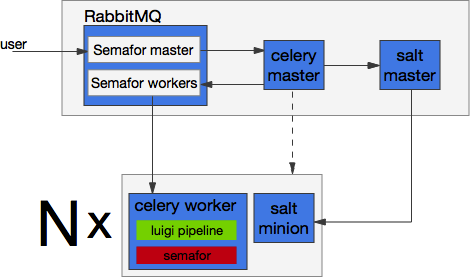 RabbitMQ
user
Semafor master
Semafor workers
celery
master
salt
master
N x
celery worker
luigi pipeline
semafor
salt
minion